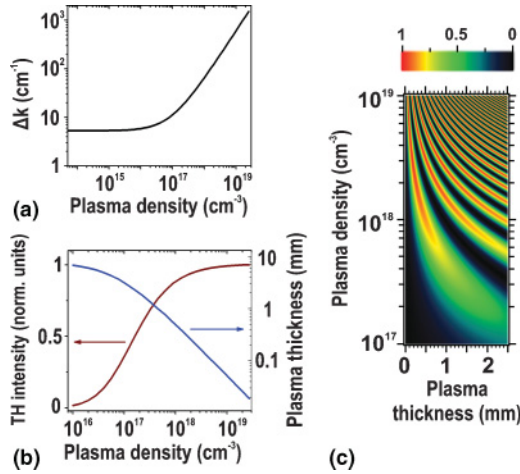 10³
10²
10
1
Δk (cm⁻¹)
10¹⁵ 10¹⁷ 10¹⁹
Plasma density (cm⁻³)
(a)
1
0.5
0
TH intensity (norm. units)
10
1
0.1
Plasma thickness (mm)
10¹⁶ 10¹⁷ 10¹⁸ 10¹⁹
Plasma density (cm⁻³)
(b)
1 0.5 0
10¹⁹
10¹⁸
10¹⁷
Plasma density (cm⁻³)
0 1 2
Plasma
thickness (mm)
(c)